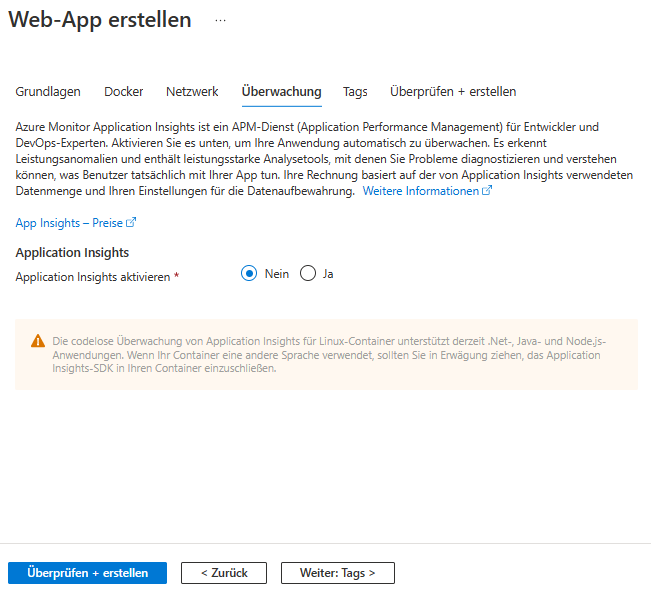 Web-App erstellen ...
Grundlagen Docker Netzwerk Überwachung Tags Überprüfen + erstellen
Azure Monitor Application Insights ist ein APM-Dienst (Application Performance Management) für Entwickler und
DevOps-Experten. Aktivieren Sie es unten, um Ihre Anwendung automatisch zu überwachen. Es erkennt
Leistungsanomalien und enthält leistungsstarke Analysetools, mit denen Sie Probleme diagnostizieren und verstehen
können, was Benutzer tatsächlich mit Ihrer App tun. Ihre Rechnung basiert auf der von Application Insights verwendeten
Datenmenge und Ihren Einstellungen für die Datenaufbewahrung. Weitere Informationen
App Insights – Preise
Application Insights
Application Insights aktivieren * Nein Ja
Die codelose Überwachung von Application Insights für Linux-Container unterstützt derzeit .Net-, Java- und Node.js-
Anwendungen. Wenn Ihr Container eine andere Sprache verwendet, sollten Sie in Erwägung ziehen, das Application
Insights-SDK in Ihren Container einzuschließen.
Überprüfen + erstellen < Zurück Weiter: Tags >